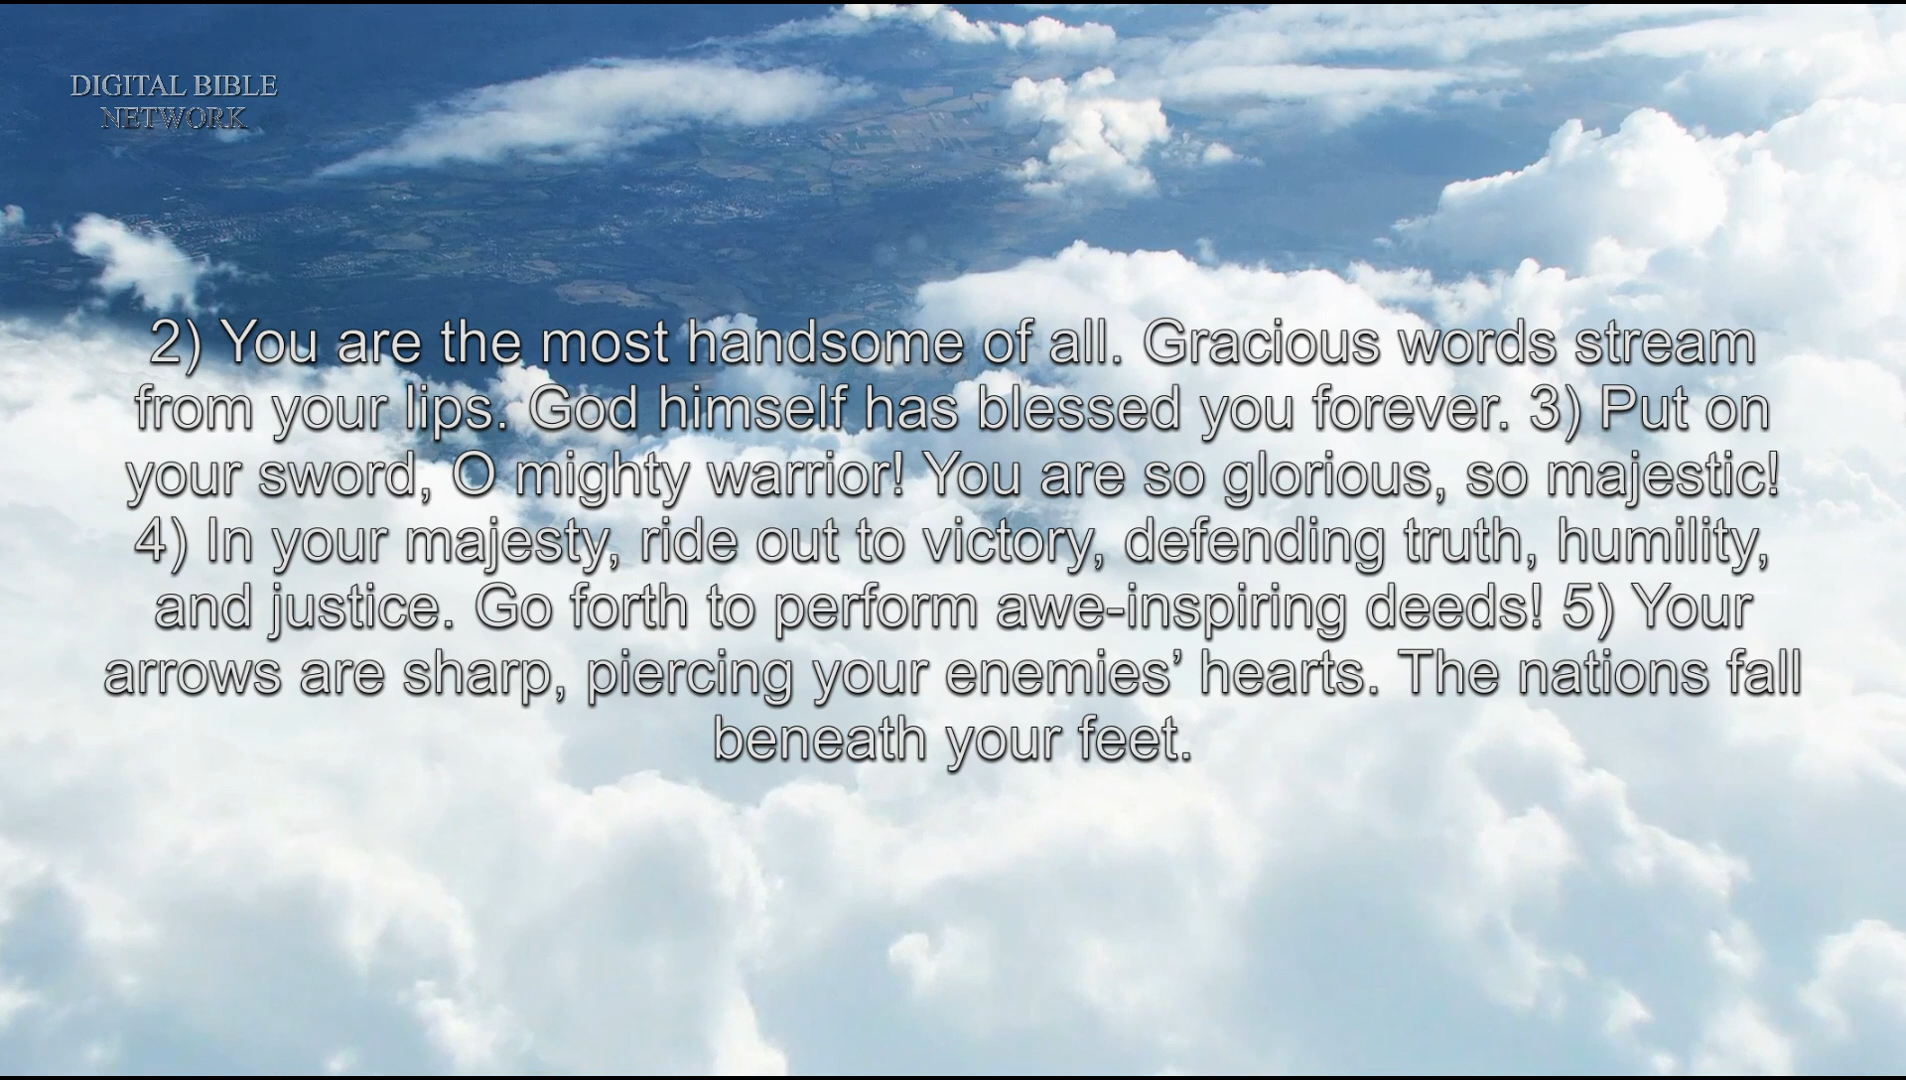 DIGITAL BIBLE
NETWORK
2) You are the most handsome of all. Gracious words stream
from your lips. God himself has blessed you forever. 3) Put on
your sword, O mighty warrior! You are so glorious, so majestic!
4) In your majesty, ride out to victory, defending truth, humility,
and justice. Go forth to perform awe-inspiring deeds! 5) Your
arrows are sharp, piercing your enemies’ hearts. The nations fall
beneath your feet.